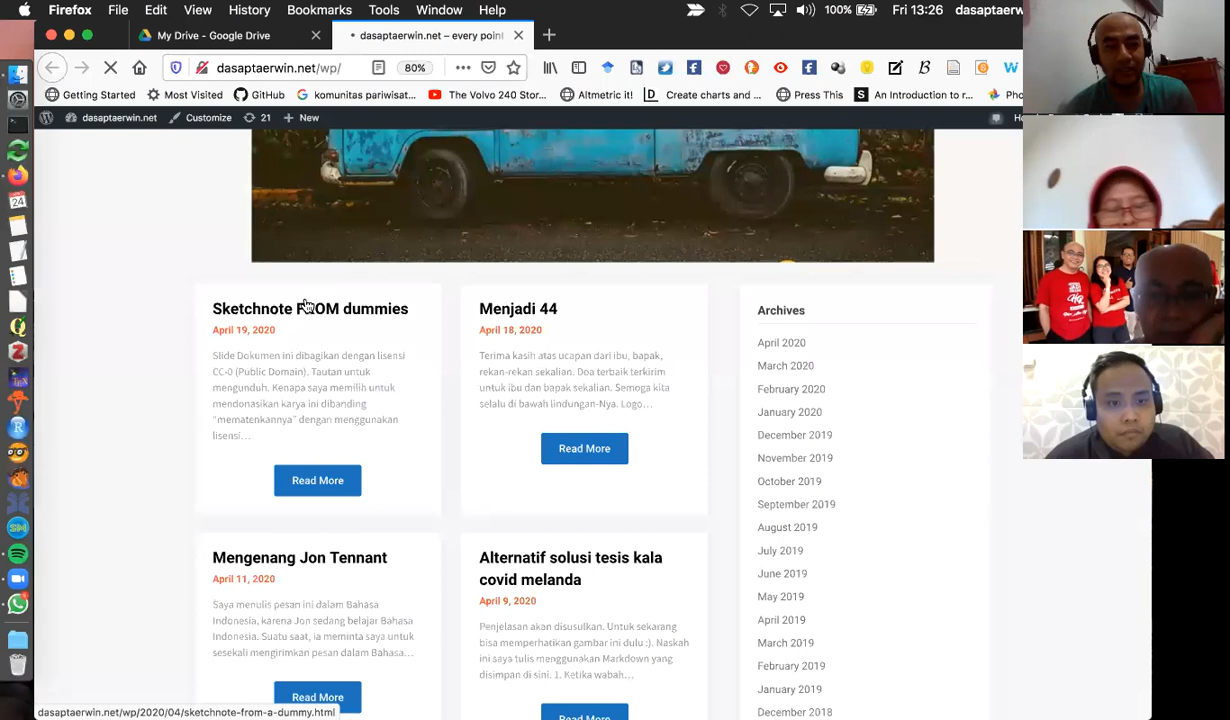 Firefox File Edit View History Bookmarks Tools Window Help 100% Fri 13:26 dasaptaerwin.
My Drive - Google Drive
dasaptaerwin.net – every poin
dasaptaerwin.net/wp/ 80%
Getting Started Most Visited GitHub komunitas pariwisat... The Volvo 240 Stor... Altmetric it! Create charts and ... Press This An Introduction to r... Pho
dasaptaerwin.net Customize 21 New
Sketchnote FROM dummies
April 19, 2020
Slide Dokumen ini dibagikan dengan lisensi
CC-0 (Public Domain). Tautan untuk
mengunduh. Kenapa saya memilih untuk
mendonasikan karya ini dibanding
“mematenkannya” dengan menggunakan
lisensi...
Read More
Menjadi 44
April 18, 2020
Terima kasih atas ucapan dari ibu, bapak,
rekan-rekan sekalian. Doa terbaik terkirim
untuk ibu dan bapak sekalian. Semoga kita
selalu di bawah lindungan-Nya. Logo...
Read More
Mengenang Jon Tennant
April 11, 2020
Saya menulis pesan ini dalam Bahasa
Indonesia, karena Jon sedang belajar Bahasa
Indonesia. Suatu saat, ia meminta saya untuk
sesekali mengirimkan pesan dalam Bahasa...
Read More
Alternatif solusi tesis kala
covid melanda
April 9, 2020
Penjelasan akan disusulkan. Untuk sekarang
bisa memperhatikan gambar ini dulu :). Naskah
ini saya tulis menggunakan Markdown yang
disimpan di sini. 1. Ketika wabah...
Read More
Archives
April 2020
March 2020
February 2020
January 2020
December 2019
November 2019
October 2019
September 2019
August 2019
July 2019
June 2019
May 2019
April 2019
March 2019
February 2019
January 2019
December 2018
dasaptaerwin.net/wp/2020/04/sketchnote-from-a-dummy.html